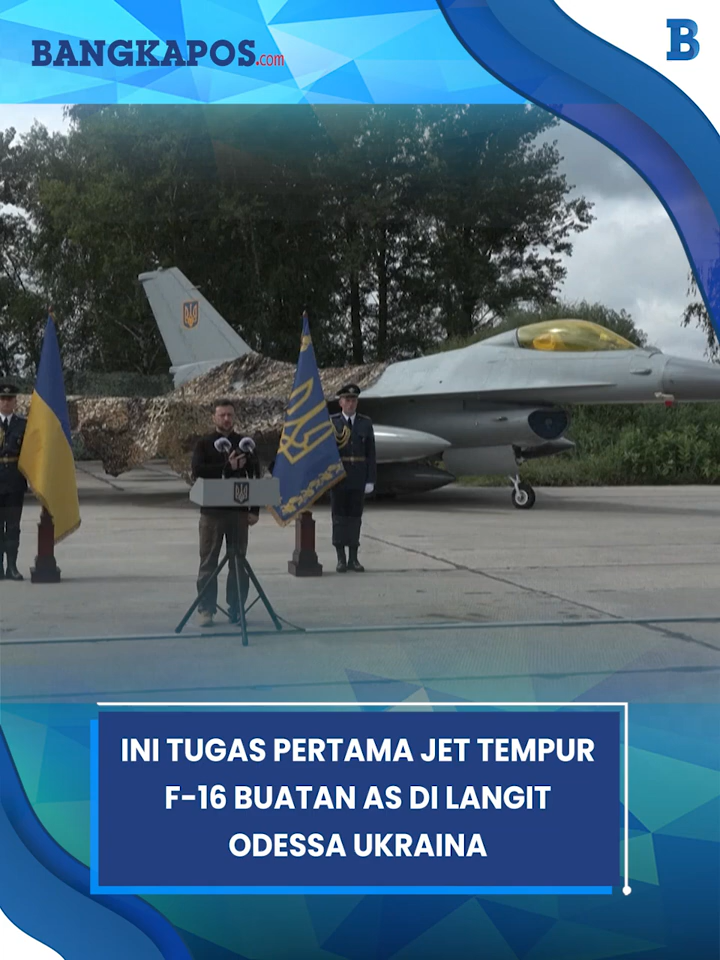 BANGKAPOS.com
B
INI TUGAS PERTAMA JET TEMPUR
F-16 BUATAN AS DI LANGIT
ODESSA UKRAINA